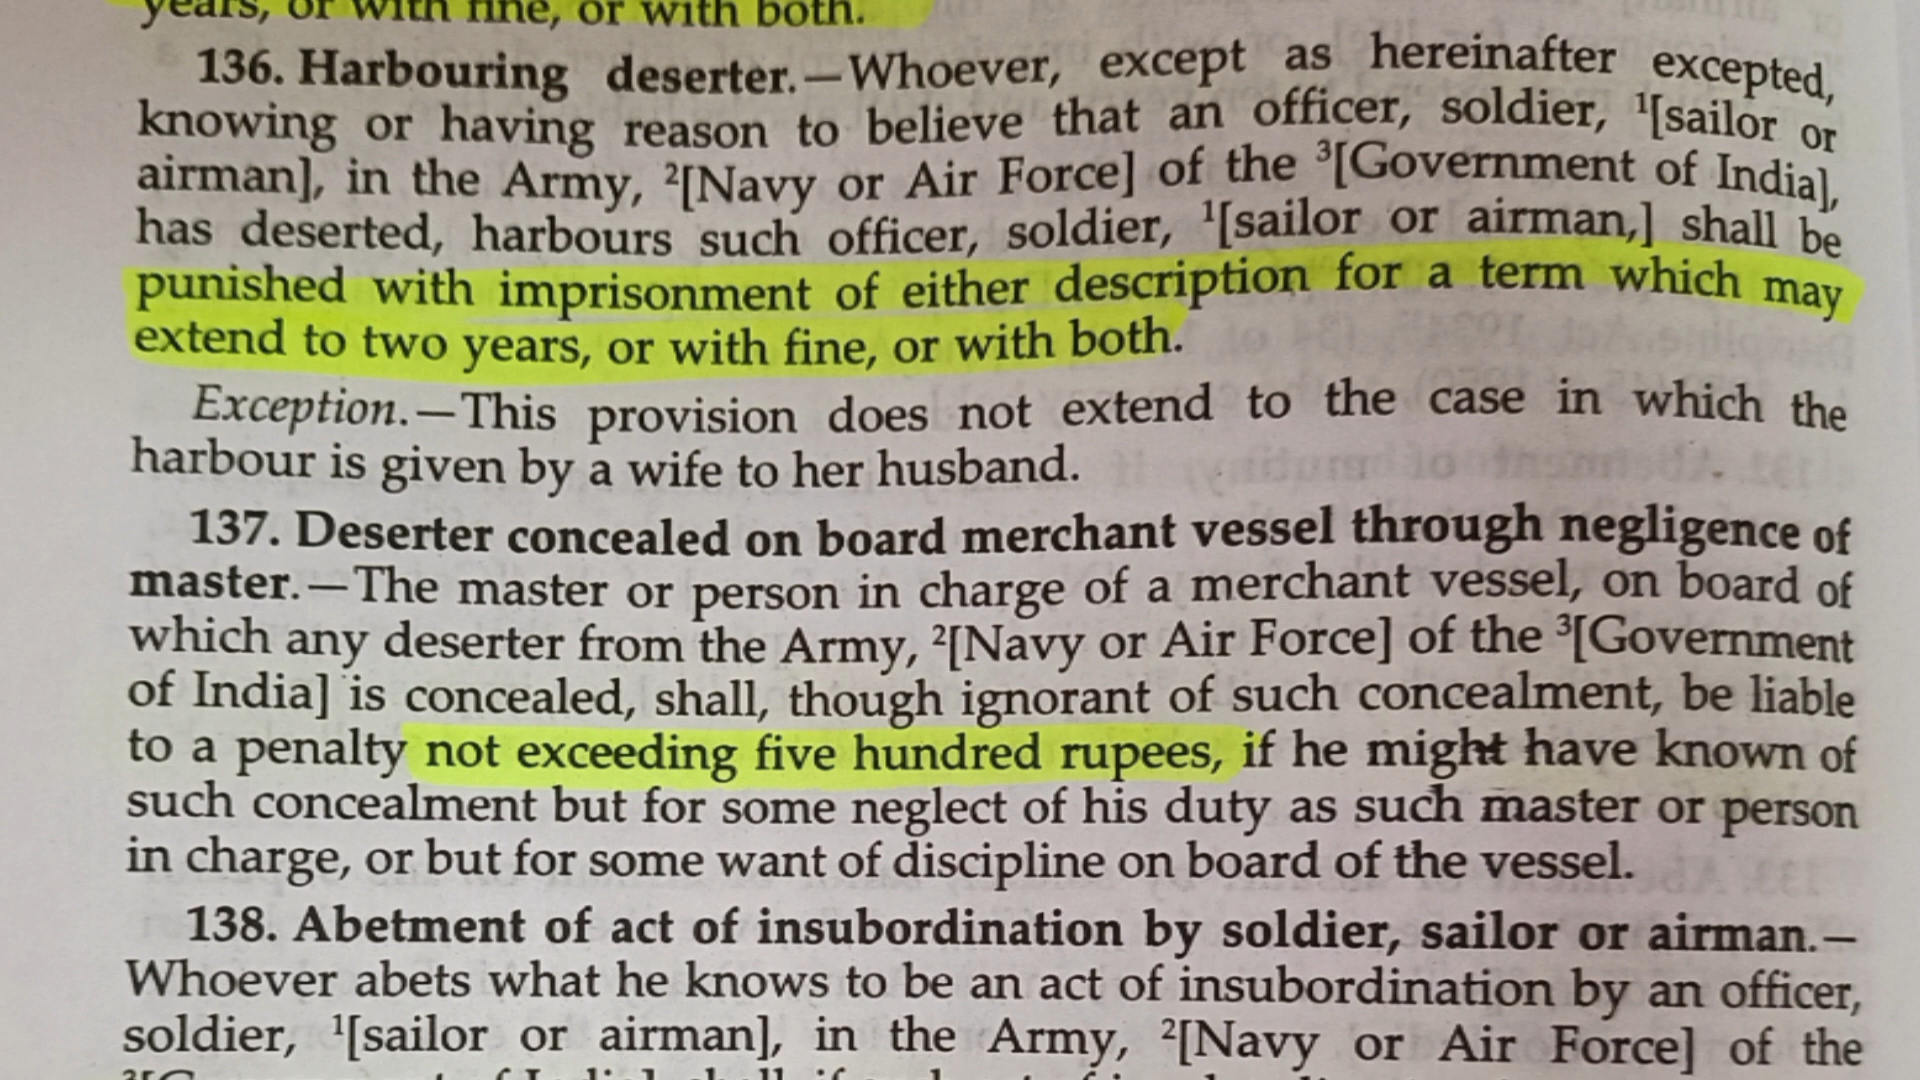 years, or with fine, or with both.
136. Harbouring deserter.—Whoever, except as hereinafter excepted,
knowing or having reason to believe that an officer, soldier, ¹[sailor or
airman], in the Army, ²[Navy or Air Force] of the ³[Government of India],
has deserted, harbours such officer, soldier, ¹[sailor or airman,] shall be
punished with imprisonment of either description for a term which may
extend to two years, or with fine, or with both.
Exception.—This provision does not extend to the case in which the
harbour is given by a wife to her husband.
137. Deserter concealed on board merchant vessel through negligence of
master.—The master or person in charge of a merchant vessel, on board of
which any deserter from the Army, ²[Navy or Air Force] of the ³[Government
of India] is concealed, shall, though ignorant of such concealment, be liable
to a penalty not exceeding five hundred rupees, if he might have known of
such concealment but for some neglect of his duty as such master or person
in charge, or but for some want of discipline on board of the vessel.
138. Abetment of act of insubordination by soldier, sailor or airman.—
Whoever abets what he knows to be an act of insubordination by an officer,
soldier, ¹[sailor or airman], in the Army, ²[Navy or Air Force] of the